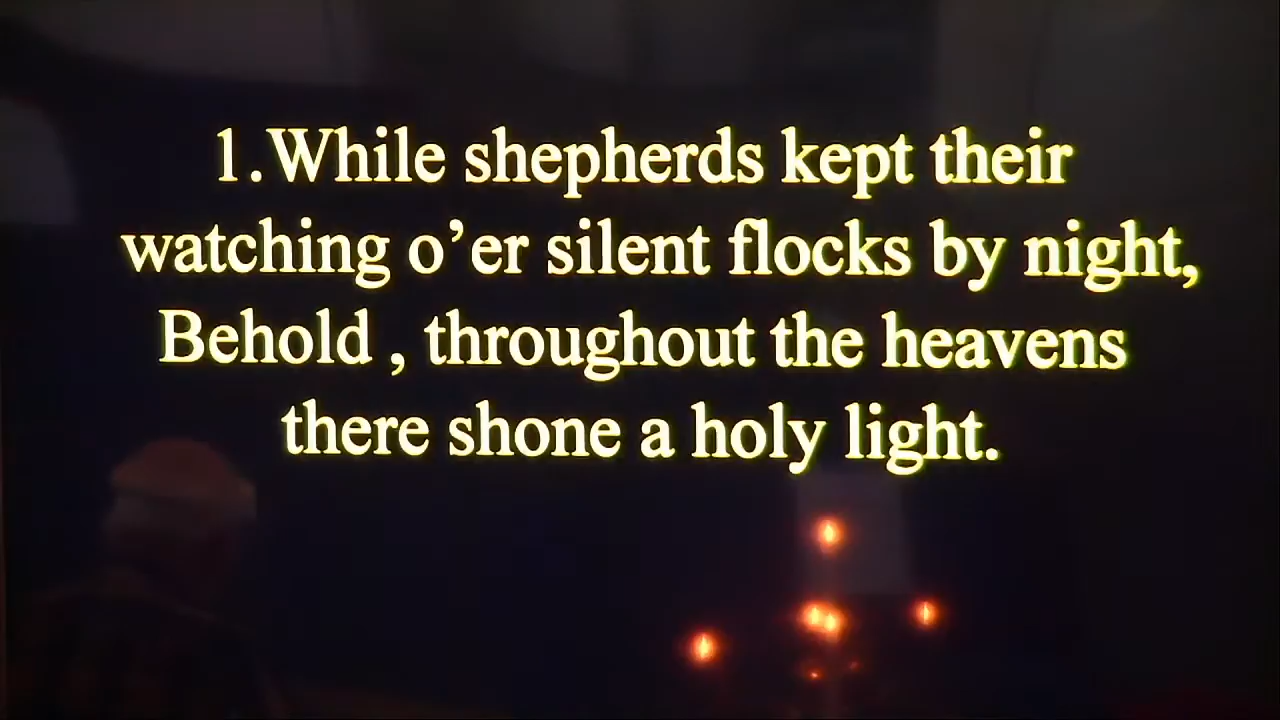 1.While shepherds kept their
watching o’er silent flocks by night,
Behold , throughout the heavens
there shone a holy light.